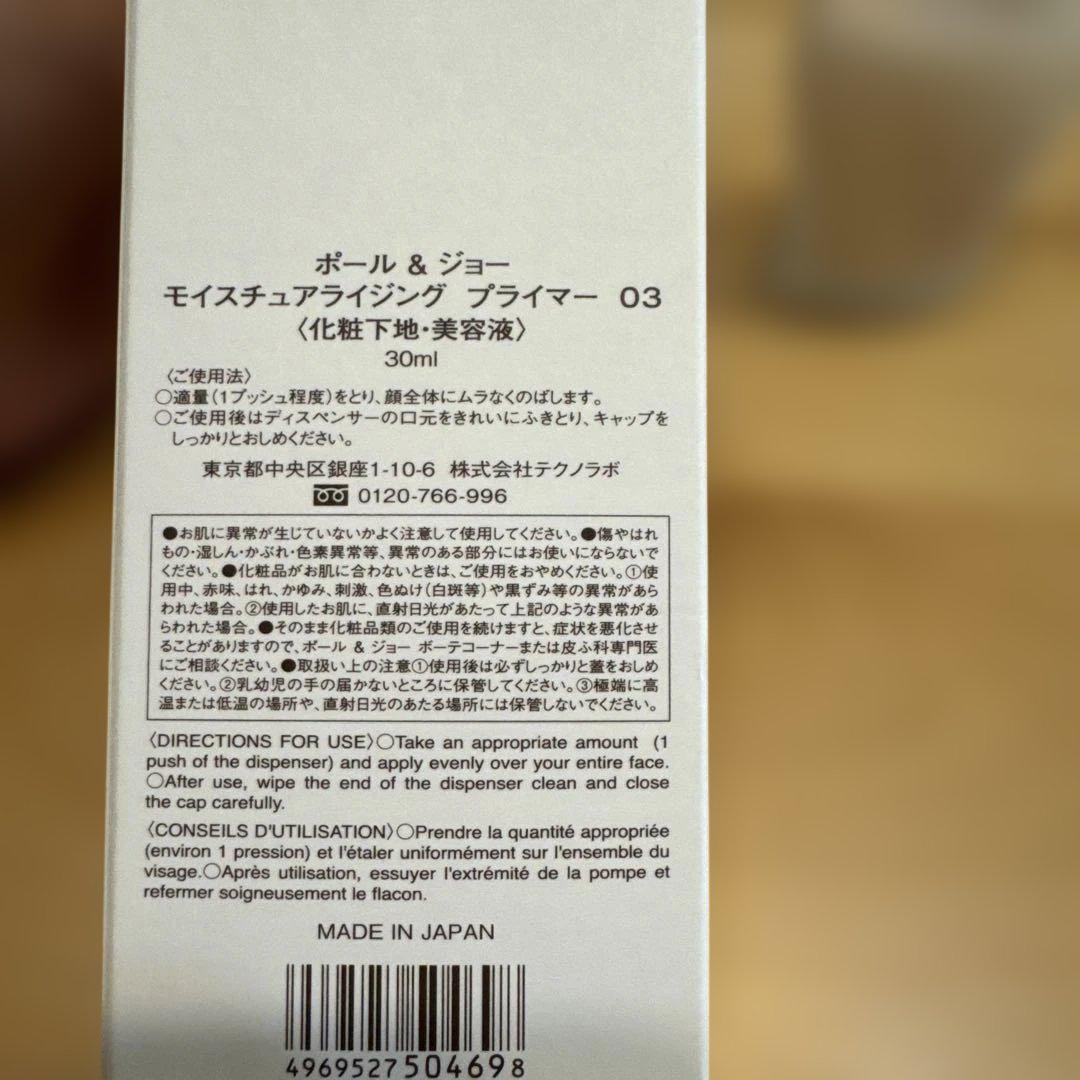 ポール & ジョー
モイスチュアライジング プライマー 03
〈化粧下地・美容液〉
30ml
〈ご使用法〉
○適量(1プッシュ程度)をとり、顔全体にムラなくのばします。
○ご使用後はディスペンサーの口元をきれいにふきとり、キャップを
しっかりとおしめください。
東京都中央区銀座1-10-6 株式会社テクノラボ
0120-766-996
●お肌に異常が生じていないかよく注意して使用してください。●傷やはれ
もの・湿しん・かぶれ・色素異常等、異常のある部分にはお使いにならないで
ください。●化粧品がお肌に合わないときは、ご使用をおやめください。①使
用中、赤味、はれ、かゆみ、刺激、色ぬけ(白斑等)や黒ずみ等の異常があら
われた場合。②使用したお肌に、直射日光があたって上記のような異常があ
らわれた場合。●そのまま化粧品類のご使用を続けますと、症状を悪化させ
ることがありますので、ポール & ジョー ボーテコーナーまたは皮ふ科専門医
にご相談ください。●取扱い上の注意①使用後は必ずしっかりと蓋をおしめ
ください。②乳幼児の手の届かないところに保管してください。③極端に高
温または低温の場所や、直射日光のあたる場所には保管しないでください。
〈DIRECTIONS FOR USE〉○Take an appropriate amount (1
push of the dispenser) and apply evenly over your entire face.
○After use, wipe the end of the dispenser clean and close
the cap carefully.
〈CONSEILS D'UTILISATION〉○Prendre la quantité appropriée
(environ 1 pression) et l'étaler uniformément sur l'ensemble du
visage.○Après utilisation, essuyer l'extrémité de la pompe et
refermer soigneusement le flacon.
MADE IN JAPAN
4969527504698